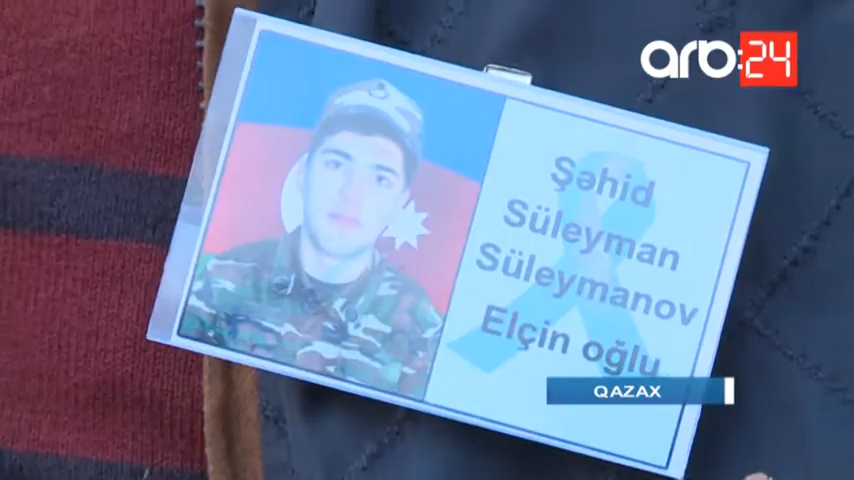 arb:24
Şəhid
Süleyman
Süleymanov
Elçin oğlu
QAZAX